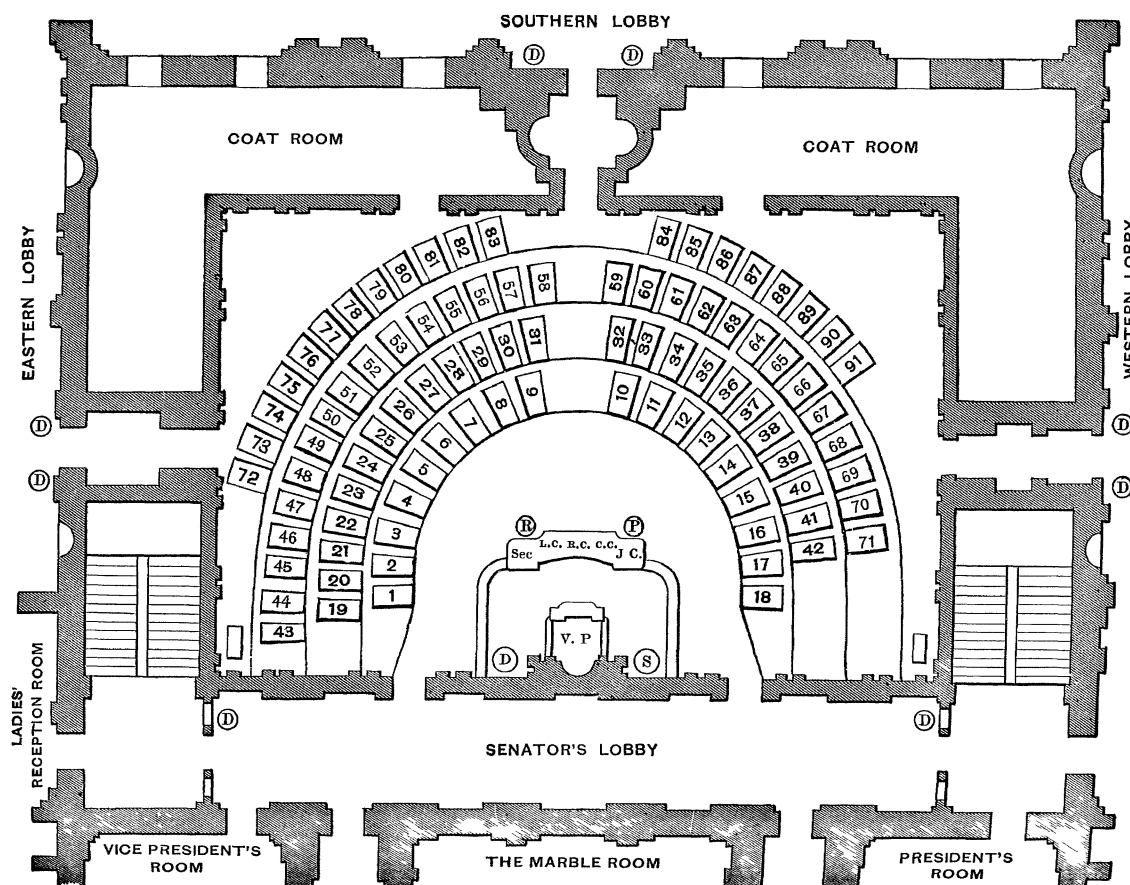 SOUTHERN LOBBY
D D
COAT ROOM
COAT ROOM
EASTERN LOBBY
WESTERN LOBBY
84 85 86 87 88 89 90 91
72 73 74 75 76 77 78 79 80 81 82 83
43 44 45 46 47 48 49 50 51 52 53 54 55 56 57 58
59 60 61 62 63 64 65 66 67 68 69 70 71
19 20 21 22 23 24 25 26 27 28 29 30 31
32 33 34 35 36 37 38 39 40 41 42
1 2 3 4 5 6 7 8 9
10 11 12 13 14 15 16 17 18
D D
D D
R P
Sec L.C. R.C. C.C. J C.
V. P
D S
LADIES'
RECEPTION ROOM
D D
SENATOR'S LOBBY
VICE PRESIDENT'S
ROOM
THE MARBLE ROOM
PRESIDENT'S
ROOM